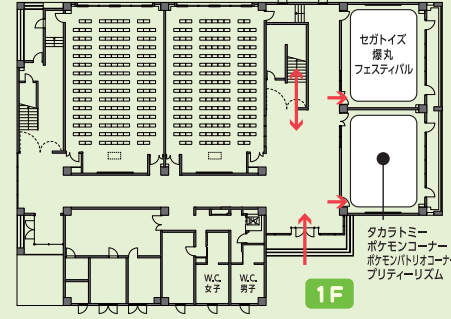 セガトイズ
爆丸
フェスティバル
タカラトミー
ポケモンコーナー
ポケモンバトリオコーナー
プリティーリズム
W.C.
女子
W.C.
男子
1F